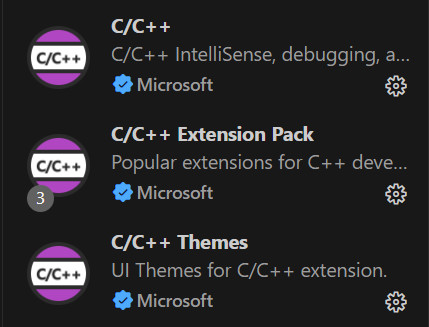 C/C++
C/C++ C/C++ IntelliSense, debugging, a...
Microsoft
C/C++ Extension Pack
C/C++ Popular extensions for C++ deve...
3 Microsoft
C/C++ Themes
C/C++ UI Themes for C/C++ extension.
Microsoft